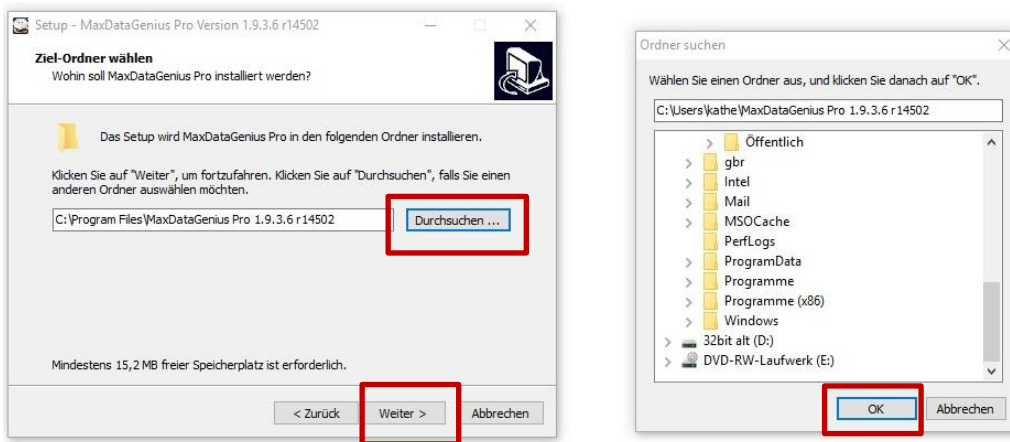 Setup - MaxDataGenius Pro Version 1.9.3.6 r14502
Ziel-Ordner wählen
Wohin soll MaxDataGenius Pro installiert werden?
Das Setup wird MaxDataGenius Pro in den folgenden Ordner installieren.
Klicken Sie auf "Weiter", um fortzufahren. Klicken Sie auf "Durchsuchen", falls Sie einen
anderen Ordner auswählen möchten.
C:\Program Files\MaxDataGenius Pro 1.9.3.6 r14502
Durchsuchen ...
Mindestens 15,2 MB freier Speicherplatz ist erforderlich.
< Zurück
Weiter >
Abbrechen
Ordner suchen
Wählen Sie einen Ordner aus, und klicken Sie danach auf "OK".
C:\Users\kathe\MaxDataGenius Pro 1.9.3.6 r14502
Öffentlich
gbr
Intel
Mail
MSOCache
PerfLogs
ProgramData
Programme
Programme (x86)
Windows
32bit alt (D:)
DVD-RW-Laufwerk (E:)
OK
Abbrechen